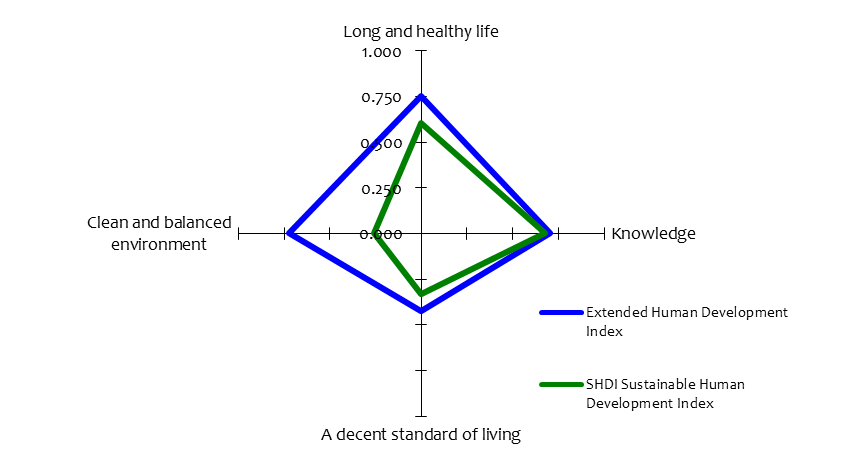 Long and healthy life
1.000
0.750
0.500
0.250
Clean and balanced
environment
0.000
Knowledge
Extended Human Development
Index
SHDI Sustainable Human
Development Index
A decent standard of living